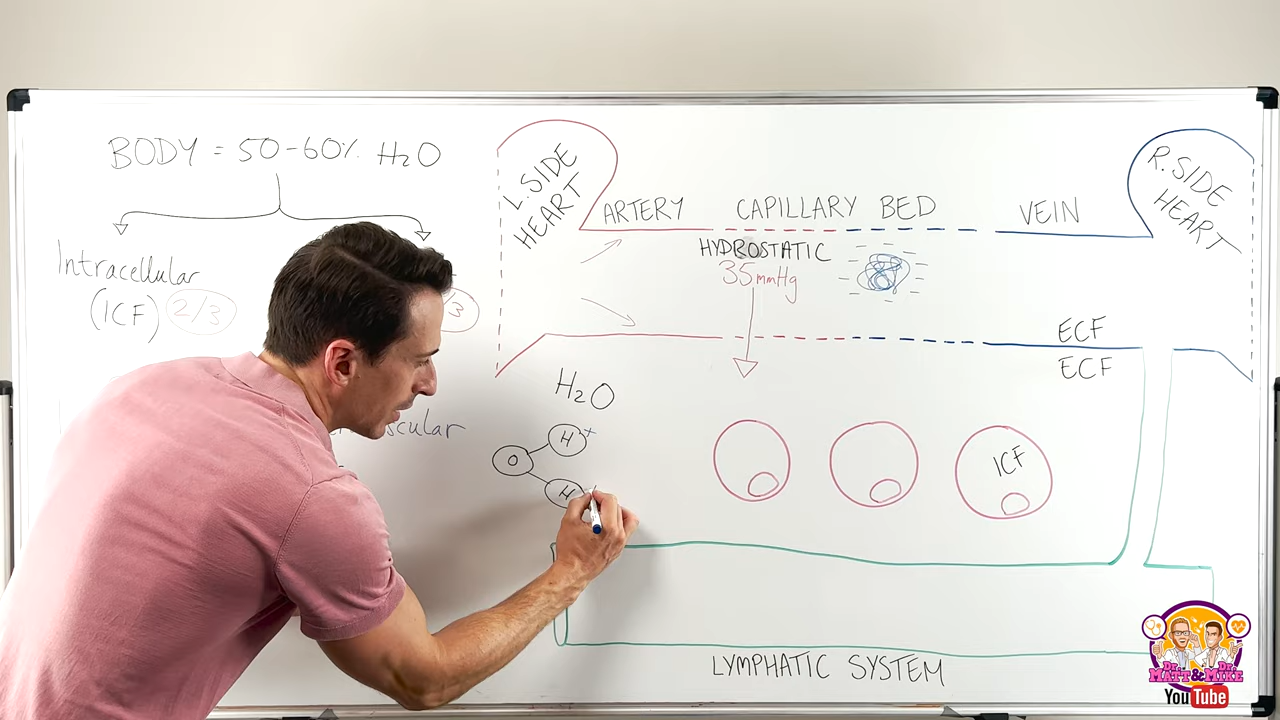 BODY = 50-60% H2O
Intracellular
(ICF) 2/3
/3
scular
L. SIDE
HEART
ARTERY
CAPILLARY BED
VEIN
R. SIDE
HEART
HYDROSTATIC
35mmHg
ECF
ECF
H2O
O
H+
H
ICF
LYMPHATIC SYSTEM
Dr. Dr.
MATT & MIKE
YouTube